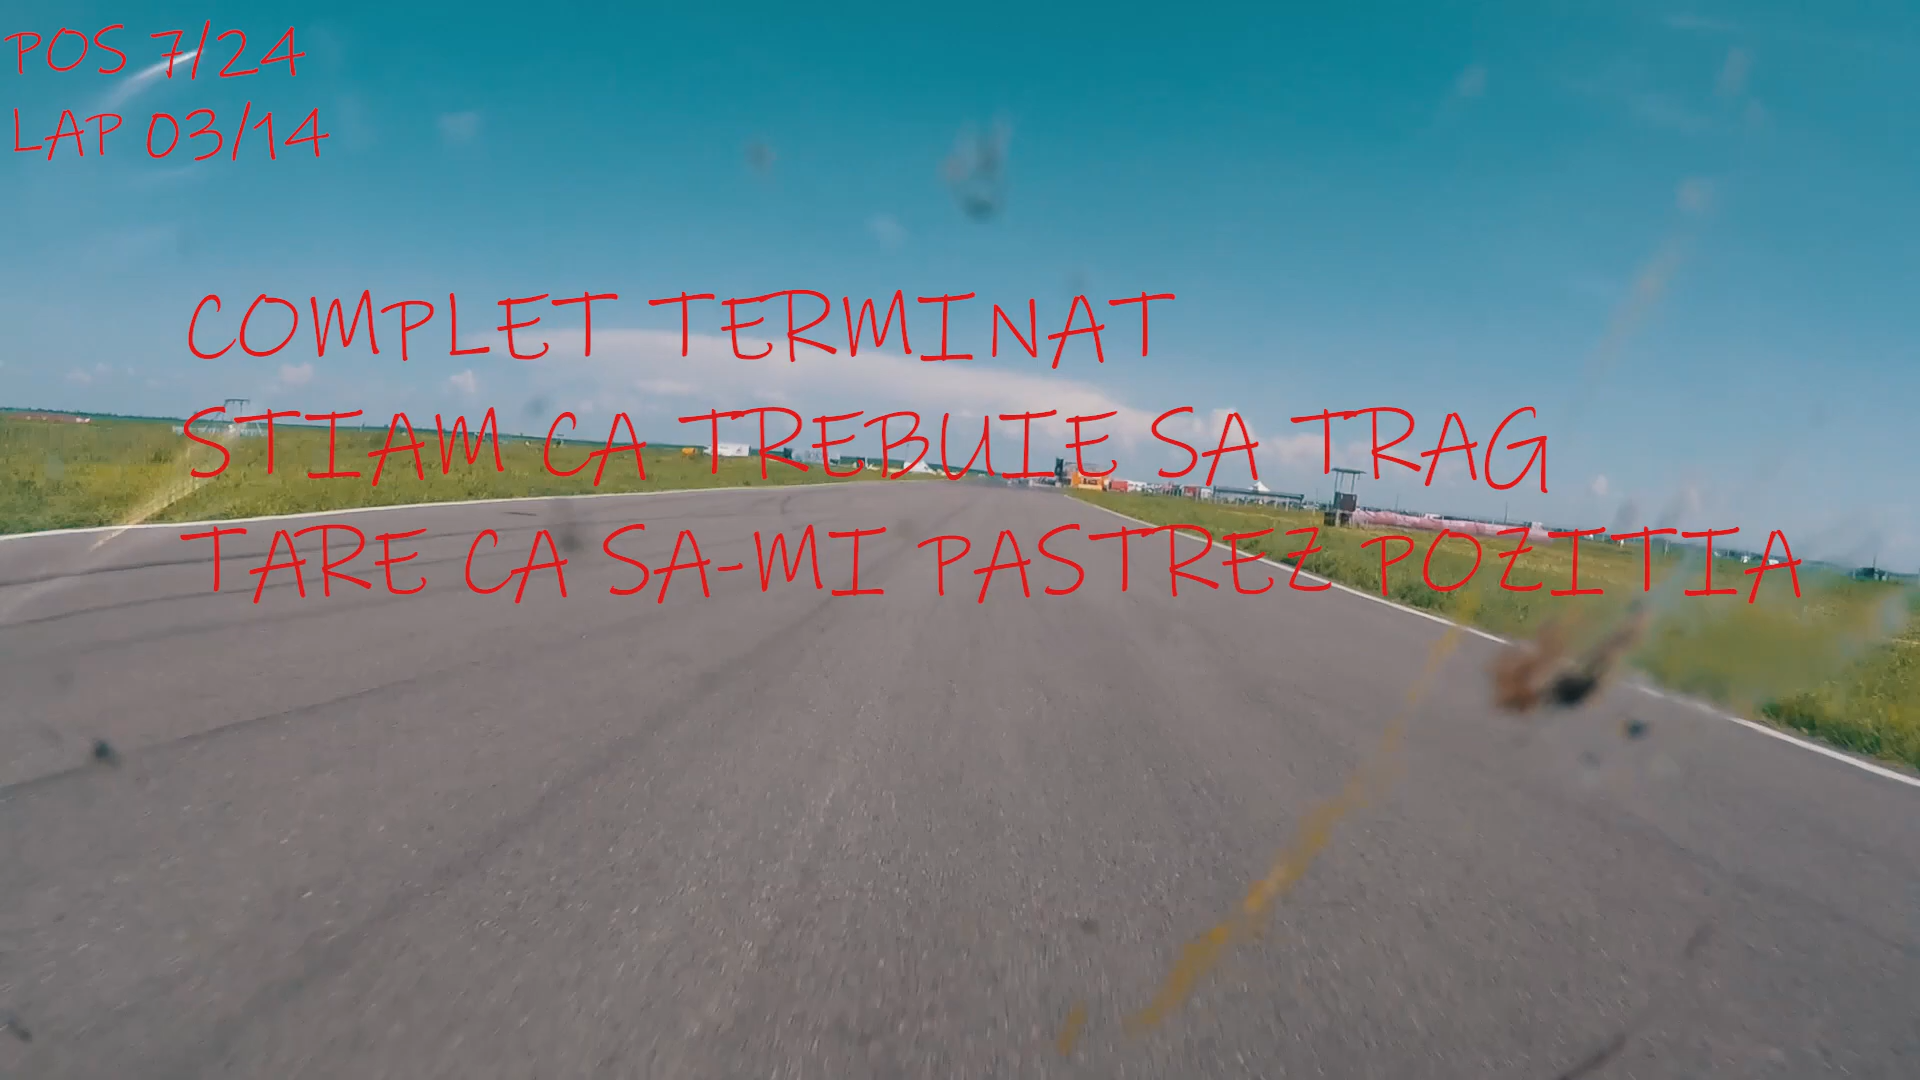 POS 7/24
LAP 03/14
COMPLET TERMINAT
STIAM CA TREBUIE SA TRAG
TARE CA SA-MI PASTREZ POZITIA